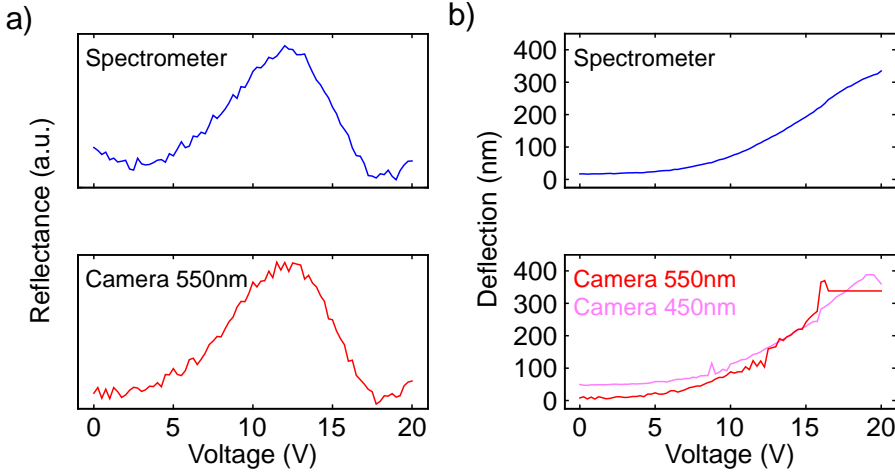 a)
Reflectance (a.u.)
Spectrometer
Camera 550nm
0 5 10 15 20
Voltage (V)
b)
Deflection (nm)
400
300
200
100
0
Spectrometer
400
300
200
100
0
Camera 550nm
Camera 450nm
0 5 10 15 20
Voltage (V)